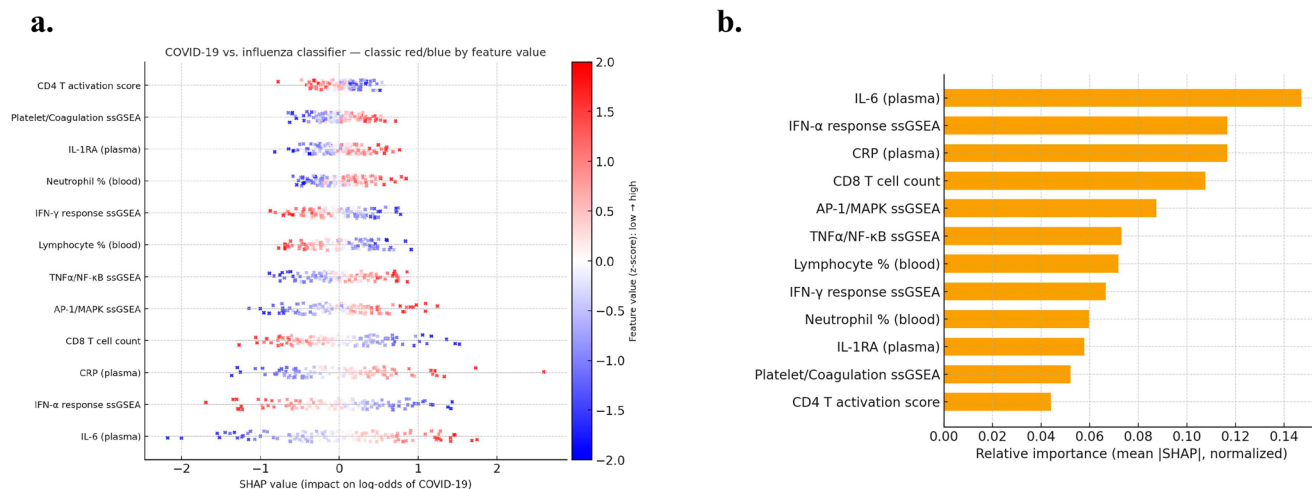 a.
COVID-19 vs. influenza classifier — classic red/blue by feature value
CD4 T activation score
Platelet/Coagulation ssGSEA
IL-1RA (plasma)
Neutrophil % (blood)
IFN-γ response ssGSEA
Lymphocyte % (blood)
TNFα/NF-κB ssGSEA
AP-1/MAPK ssGSEA
CD8 T cell count
CRP (plasma)
IFN-α response ssGSEA
IL-6 (plasma)
−2 −1 0 1 2
SHAP value (impact on log-odds of COVID-19)
2.0
1.5
1.0
0.5
0.0
−0.5
−1.0
−1.5
−2.0
Feature value (z-score): low → high
b.
IL-6 (plasma)
IFN-α response ssGSEA
CRP (plasma)
CD8 T cell count
AP-1/MAPK ssGSEA
TNFα/NF-κB ssGSEA
Lymphocyte % (blood)
IFN-γ response ssGSEA
Neutrophil % (blood)
IL-1RA (plasma)
Platelet/Coagulation ssGSEA
CD4 T activation score
0.00 0.02 0.04 0.06 0.08 0.10 0.12 0.14
Relative importance (mean |SHAP|, normalized)